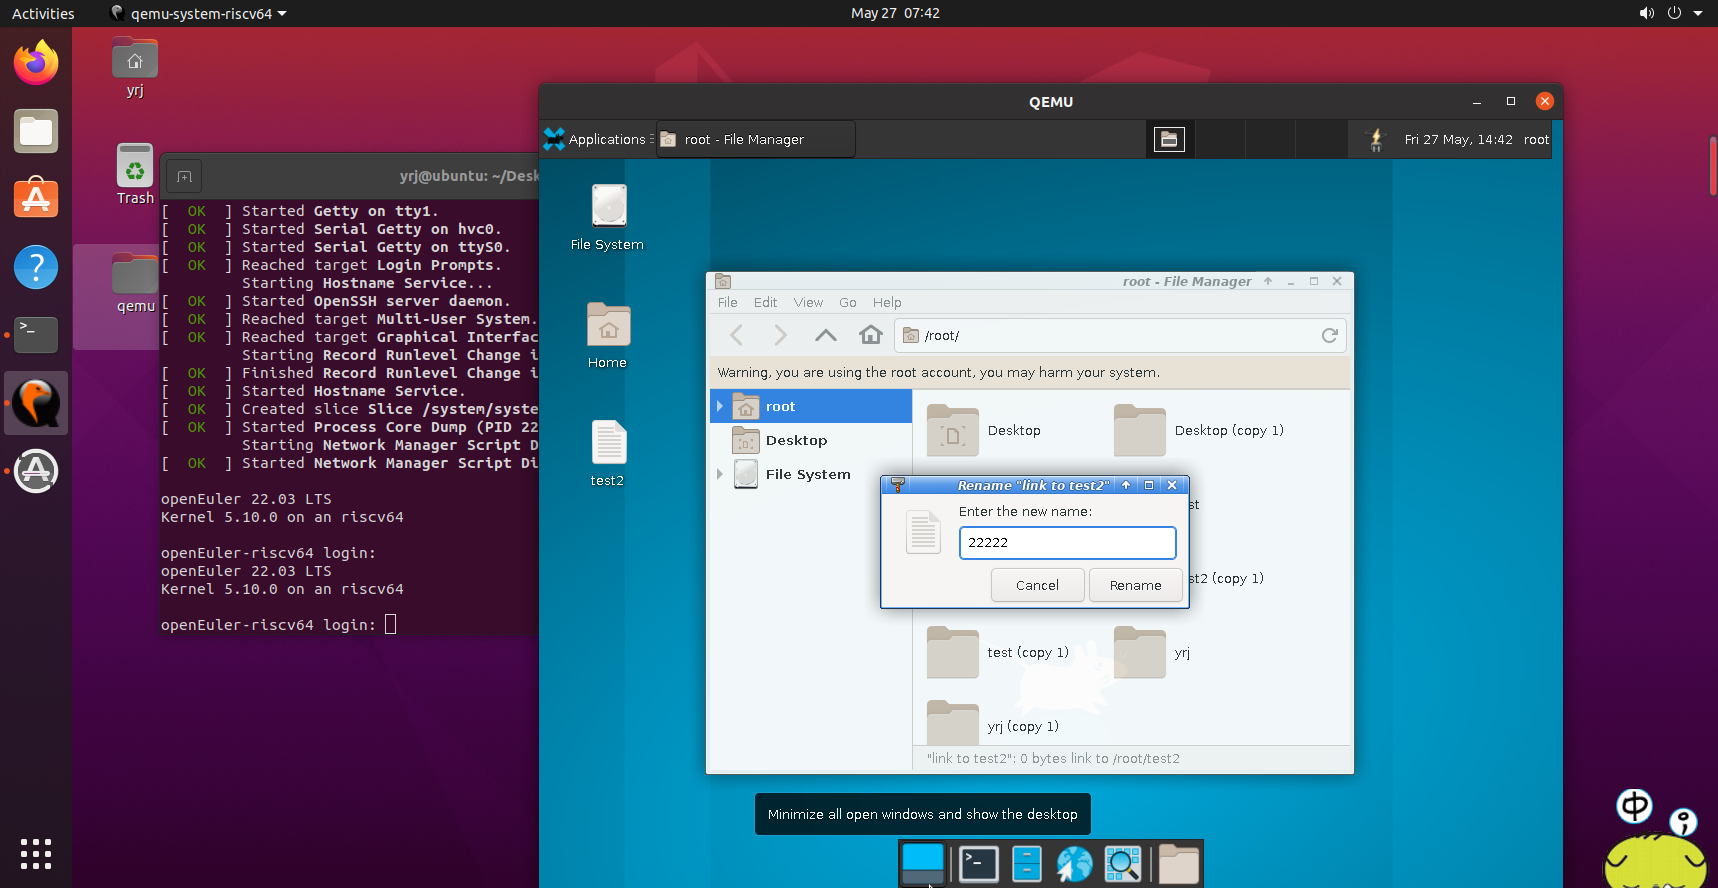 Activities
qemu-system-riscv64
May 27 07:42
yrj
Trash
qemu
yrj@ubuntu: ~/Desk
[ OK ] Started Getty on tty1.
[ OK ] Started Serial Getty on hvc0.
[ OK ] Started Serial Getty on ttyS0.
[ OK ] Reached target Login Prompts.
Starting Hostname Service...
[ OK ] Started OpenSSH server daemon.
[ OK ] Reached target Multi-User System.
[ OK ] Reached target Graphical Interfac
Starting Record Runlevel Change i
[ OK ] Finished Record Runlevel Change i
[ OK ] Started Hostname Service.
[ OK ] Created slice Slice /system/syste
[ OK ] Started Process Core Dump (PID 22
Starting Network Manager Script D
[ OK ] Started Network Manager Script Di
openEuler 22.03 LTS
Kernel 5.10.0 on an riscv64
openEuler-riscv64 login:
openEuler 22.03 LTS
Kernel 5.10.0 on an riscv64
openEuler-riscv64 login:
QEMU
Applications
root - File Manager
Fri 27 May, 14:42
root
File System
Home
test2
root - File Manager
File Edit View Go Help
/root/
Warning, you are using the root account, you may harm your system.
root
Desktop
File System
Desktop
Desktop (copy 1)
st
st2 (copy 1)
test (copy 1)
yrj
yrj (copy 1)
"link to test2": 0 bytes link to /root/test2
Rename "link to test2"
Enter the new name:
22222
Cancel
Rename
Minimize all open windows and show the desktop
中